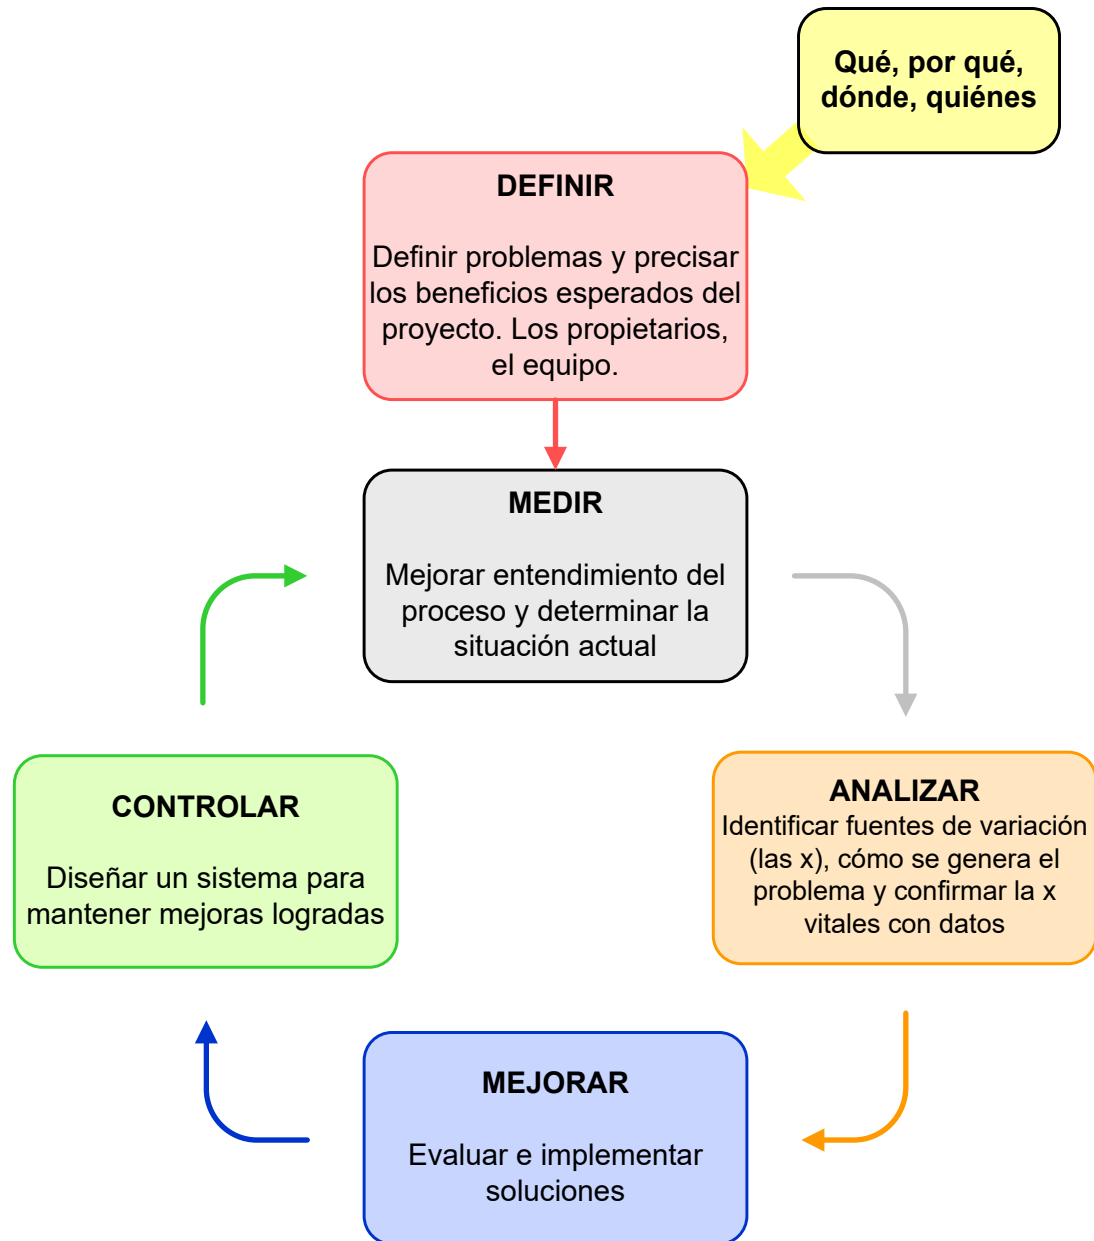 Qué, por qué,
dónde, quiénes
DEFINIR
Definir problemas y precisar
los beneficios esperados del
proyecto. Los propietarios,
el equipo.
MEDIR
Mejorar entendimiento del
proceso y determinar la
situación actual
CONTROLAR
Diseñar un sistema para
mantener mejoras logradas
ANALIZAR
Identificar fuentes de variación
(las x), cómo se genera el
problema y confirmar la x
vitales con datos
MEJORAR
Evaluar e implementar
soluciones